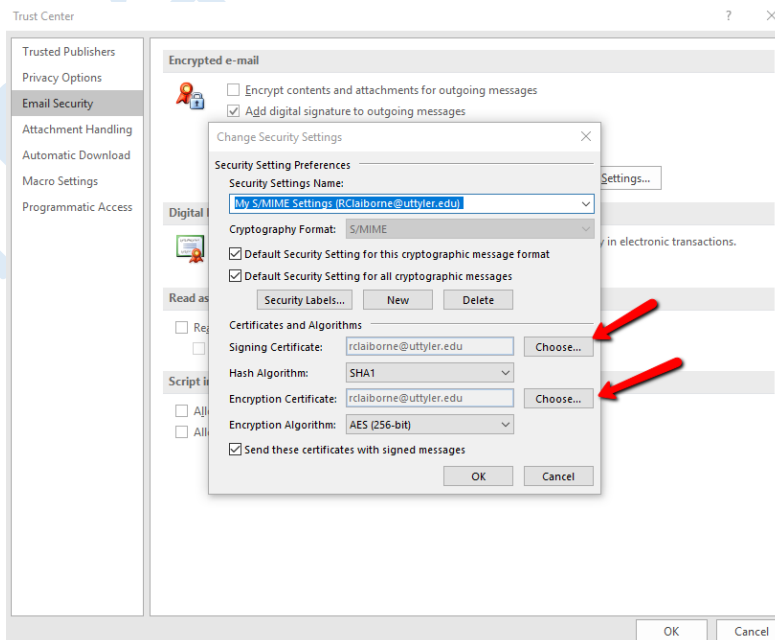 Trust Center
?
Trusted Publishers
Privacy Options
Email Security
Attachment Handling
Automatic Download
Macro Settings
Programmatic Access
Encrypted e-mail
Encrypt contents and attachments for outgoing messages
Add digital signature to outgoing messages
Settings...
Digital
y in electronic transactions.
Read as
Script in
Change Security Settings
Security Setting Preferences
Security Settings Name:
My S/MIME Settings (RClaiborne@uttyler.edu)
Cryptography Format: S/MIME
Default Security Setting for this cryptographic message format
Default Security Setting for all cryptographic messages
Security Labels... New Delete
Certificates and Algorithms
Signing Certificate: rclaiborne@uttyler.edu Choose...
Hash Algorithm: SHA1
Encryption Certificate: rclaiborne@uttyler.edu Choose...
Encryption Algorithm: AES (256-bit)
Send these certificates with signed messages
OK Cancel
OK Cancel